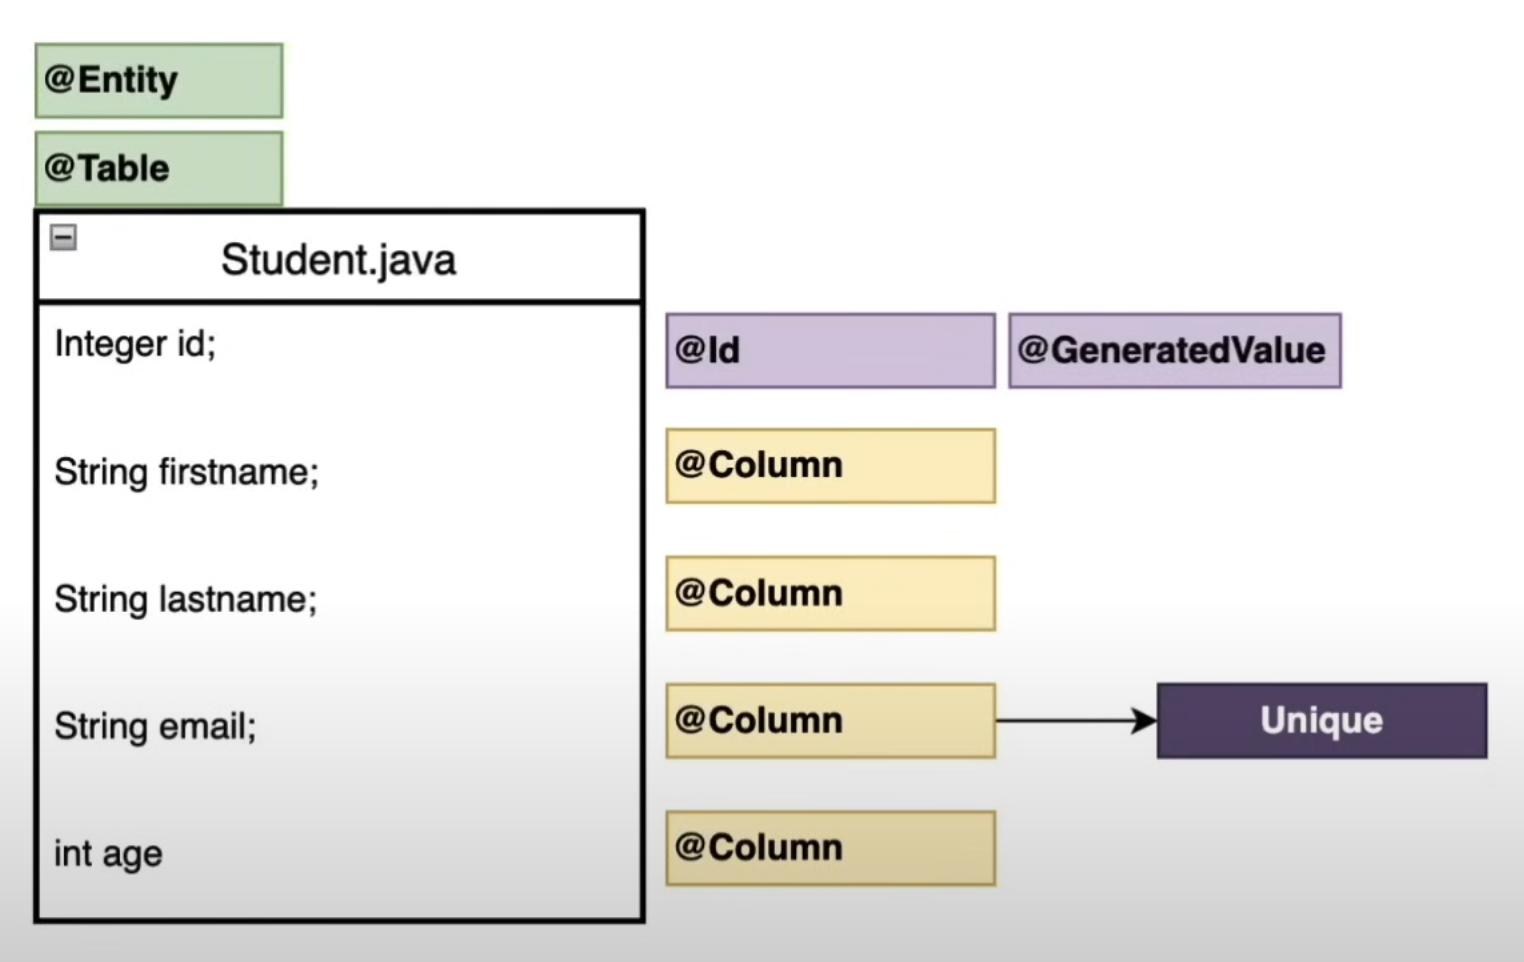 @Entity
@Table
Student.java
Integer id;
@Id
@GeneratedValue
String firstname;
@Column
String lastname;
@Column
String email;
@Column
Unique
int age
@Column